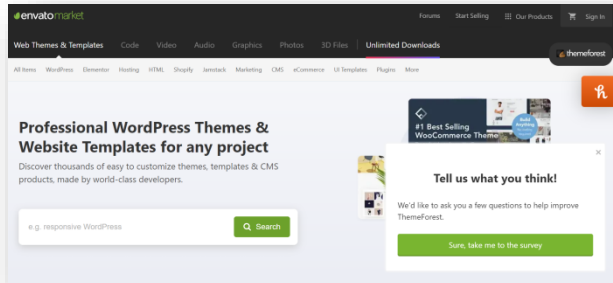 envatomarket
Forums Start Selling Our Products Sign In
Web Themes & Templates Code Video Audio Graphics Photos 3D Files Unlimited Downloads
themeforest
All Items WordPress Elementor Hosting HTML Shopify Jamstack Marketing CMS eCommerce UI Templates Plugins More
h
Professional WordPress Themes &
Website Templates for any project
Discover thousands of easy to customize themes, templates & CMS
products, made by world-class developers.
e.g. responsive WordPress
Search
#1 Best Selling
WooCommerce Theme
Build
Anything
Tell us what you think!
We'd like to ask you a few questions to help improve
ThemeForest.
Sure, take me to the survey